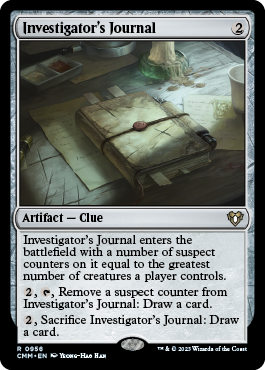 Investigator's Journal 2
Artifact — Clue
Investigator's Journal enters the
battlefield with a number of suspect
counters on it equal to the greatest
number of creatures a player controls.
2, T, Remove a suspect counter from
Investigator's Journal: Draw a card.
2, Sacrifice Investigator's Journal: Draw
a card.
R 0956
CMM • EN Yeong-Hao Han
™ & © 2023 Wizards of the Coast